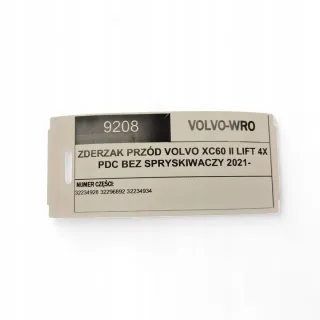 9208
VOLVO-WRO
ZDERZAK PRZÓD VOLVO XC60 II LIFT 4X
PDC BEZ SPRYSKIWACZY 2021-
NUMER CZĘŚCI:
32234926 32296692 32234934